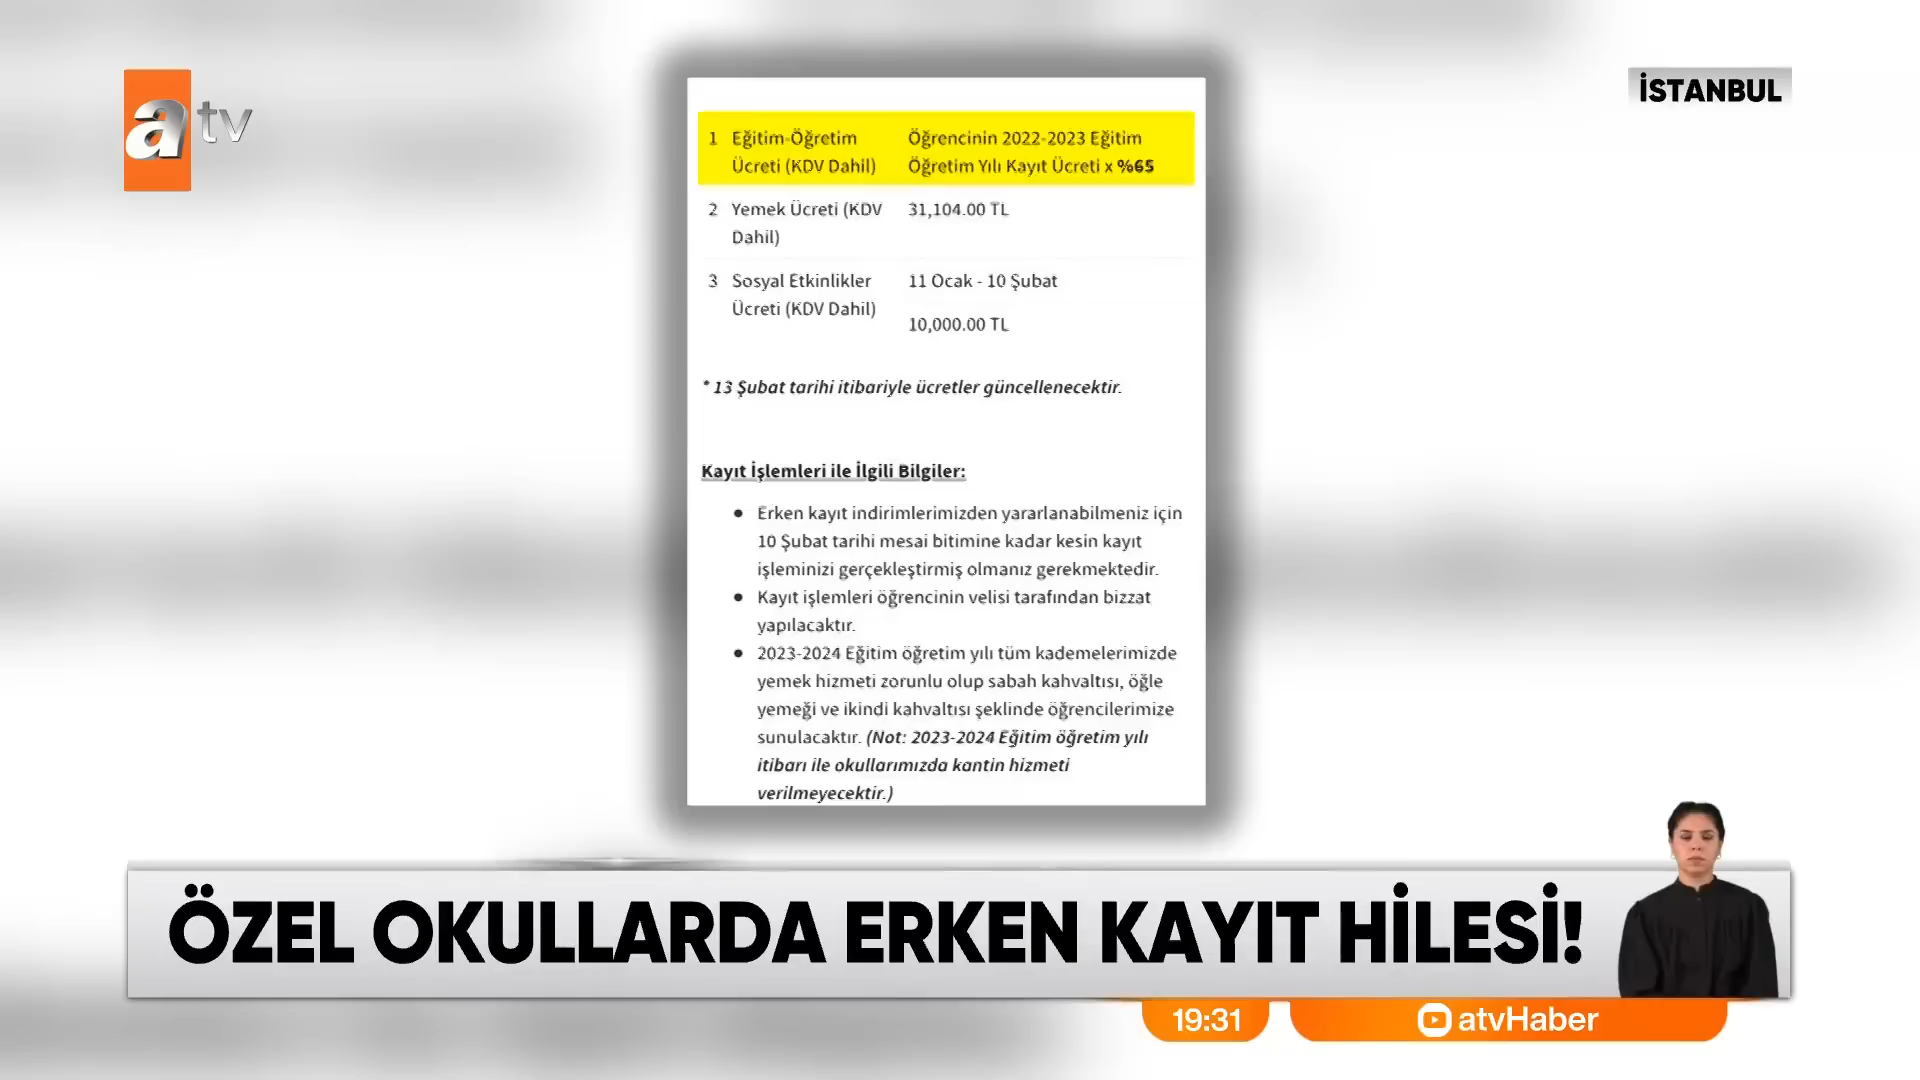 a tv
İSTANBUL
1 Eğitim-Öğretim Öğrencinin 2022-2023 Eğitim
Ücreti (KDV Dahil) Öğretim Yılı Kayıt Ücreti x %65
2 Yemek Ücreti (KDV 31,104.00 TL
Dahil)
3 Sosyal Etkinlikler 11 Ocak - 10 Şubat
Ücreti (KDV Dahil)
10,000.00 TL
* 13 Şubat tarihi itibariyle ücretler güncellenecektir.
Kayıt İşlemleri ile İlgili Bilgiler:
● Erken kayıt indirimlerimizden yararlanabilmeniz için
10 Şubat tarihi mesai bitimine kadar kesin kayıt
işleminizi gerçekleştirmiş olmanız gerekmektedir.
● Kayıt işlemleri öğrencinin velisi tarafından bizzat
yapılacaktır.
● 2023-2024 Eğitim öğretim yılı tüm kademelerimizde
yemek hizmeti zorunlu olup sabah kahvaltısı, öğle
yemeği ve ikindi kahvaltısı şeklinde öğrencilerimize
sunulacaktır. (Not: 2023-2024 Eğitim öğretim yılı
itibarı ile okullarımızda kantin hizmeti
verilmeyecektir.)
ÖZEL OKULLARDA ERKEN KAYIT HİLESİ!
19:31
atvHaber